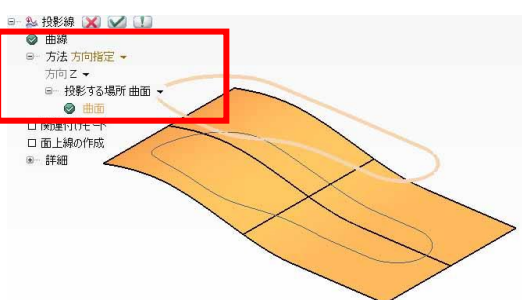 投影線
曲線
方法 方向指定
方向 Z
投影する場所 曲面
曲面
関連付けモード
面上線の作成
詳細